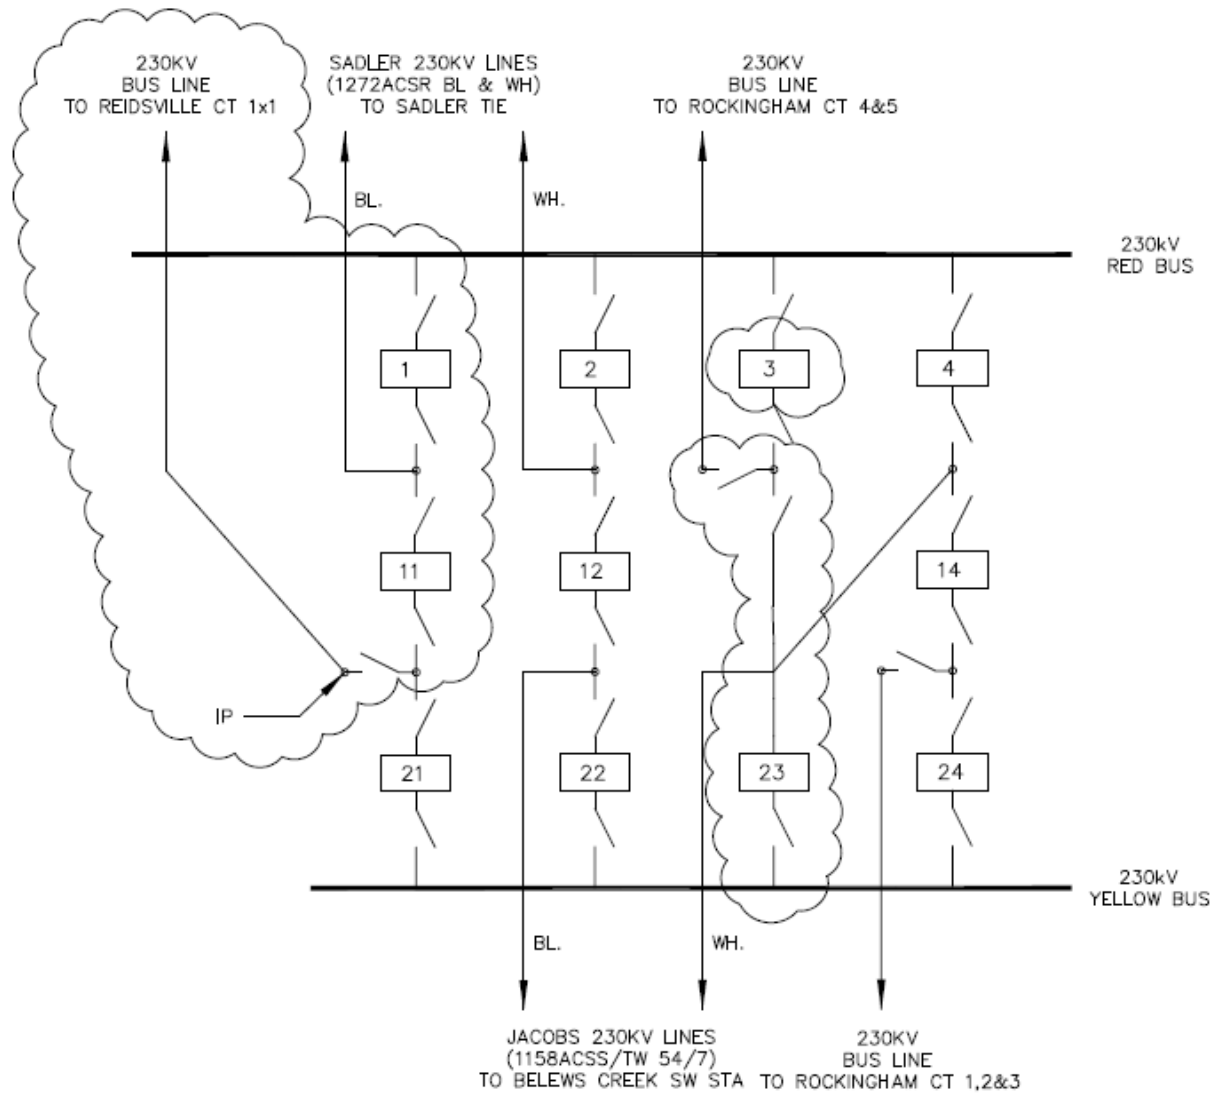 230KV
BUS LINE
TO REIDSVILLE CT 1x1
SADLER 230KV LINES
(1272ACSR BL & WH)
TO SADLER TIE
230KV
BUS LINE
TO ROCKINGHAM CT 4&5
BL.
WH.
230kV
RED BUS
1
2
3
4
11
12
14
IP
21
22
23
24
230kV
YELLOW BUS
BL.
WH.
JACOBS 230KV LINES
(1158ACSS/TW 54/7)
TO BELEWS CREEK SW STA
230KV
BUS LINE
TO ROCKINGHAM CT 1,2&3